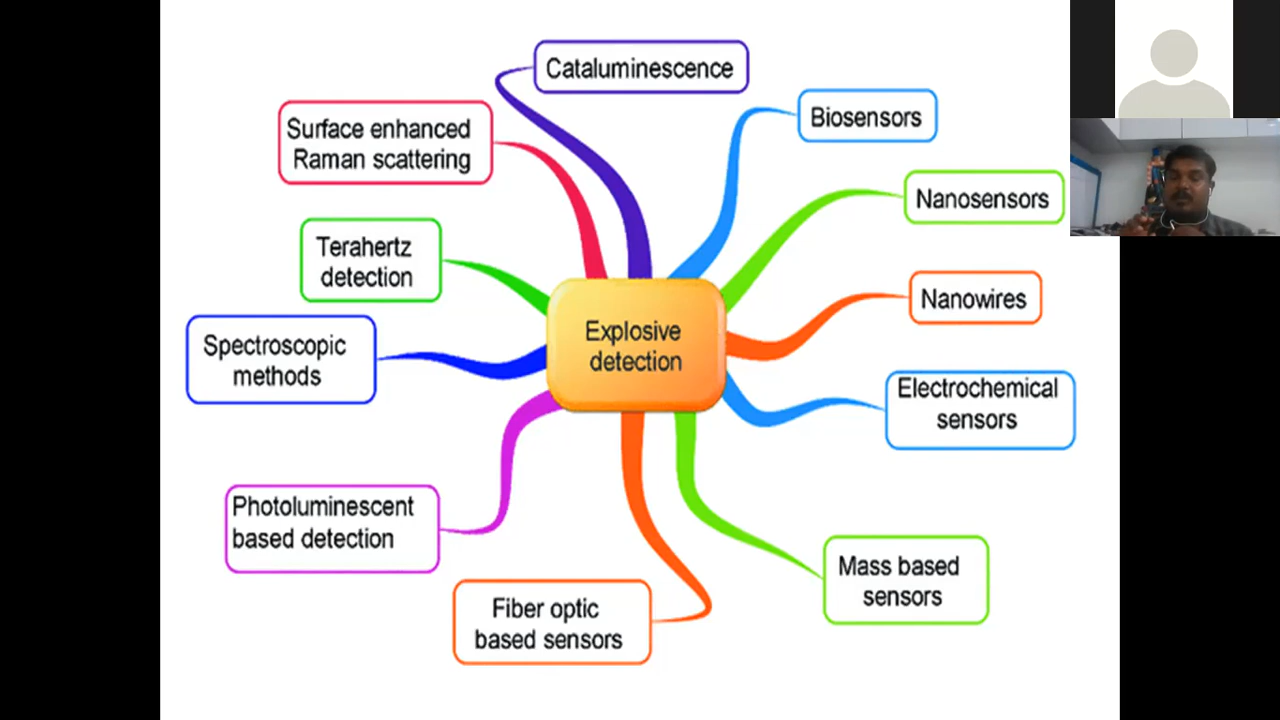 Cataluminescence
Biosensors
Surface enhanced
Raman scattering
Nanosensors
Terahertz
detection
Nanowires
Explosive
detection
Spectroscopic
methods
Electrochemical
sensors
Photoluminescent
based detection
Mass based
sensors
Fiber optic
based sensors